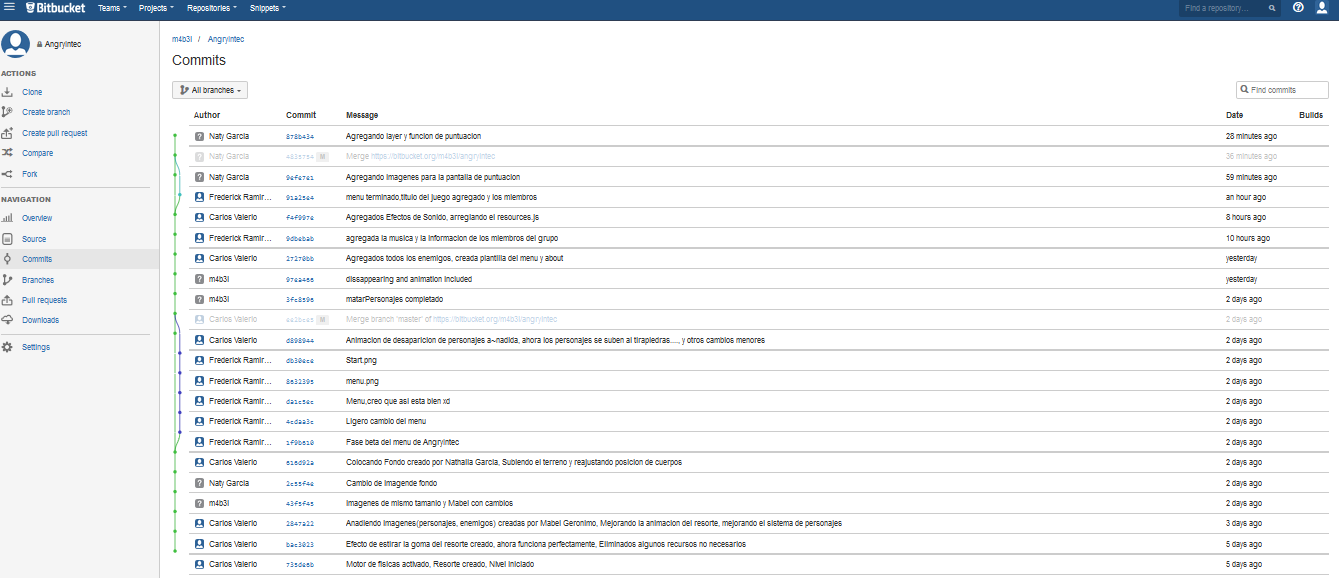 Bitbucket Teams Projects Repositories Snippets Find a repository...
Angryintec
ACTIONS
Clone
Create branch
Create pull request
Compare
Fork
NAVIGATION
Overview
Source
Commits
Branches
Pull requests
Downloads
Settings
m4b3l / Angryintec
Commits
All branches Find commits
Author Commit Message Date Builds
Naty Garcia 878b434 Agregando layer y funcion de puntuacion 28 minutes ago
Naty Garcia M Merge https://bitbucket.org/m4b3l/angryintec 36 minutes ago
Naty Garcia 9efe7e1 Agregando imagenes para la pantalla de puntuacion 59 minutes ago
Frederick Ramir... 91a25e4 menu terminado,titulo del juego agregado y los miembros an hour ago
Carlos Valerio f4f997e Agregados Efectos de Sonido, arreglando el resources.js 8 hours ago
Frederick Ramir... 9dbebab agregada la musica y la informacion de los miembros del grupo 10 hours ago
Carlos Valerio 27270bb Agregados todos los enemigos, creada plantilla del menu y about yesterday
m4b3l 97ea466 dissappearing and animation included yesterday
m4b3l 3fc8596 matarPersonajes completado 2 days ago
Carlos Valerio M Merge branch 'master' of https://bitbucket.org/m4b3l/angryintec 2 days ago
Carlos Valerio d898944 Animacion de desaparicion de personajes a~nadida, ahora los personajes se suben al tirapiedras...., y otros cambios menores 2 days ago
Frederick Ramir... db30ece Start.png 2 days ago
Frederick Ramir... 8632395 menu.png 2 days ago
Frederick Ramir... da1c5ec Menu,creo que asi esta bien xd 2 days ago
Frederick Ramir... 4cdaa3c Ligero cambio del menu 2 days ago
Frederick Ramir... 1f9b610 Fase beta del menu de Angryintec 2 days ago
Carlos Valerio 616d92a Colocando Fondo creado por Nathalia Garcia, Subiendo el terreno y reajustando posicion de cuerpos 2 days ago
Naty Garcia 2c55f4e Cambio de imagende fondo 2 days ago
m4b3l 43f5f45 Imagenes de mismo tamanio y Mabel con cambios 2 days ago
Carlos Valerio 2847a22 Anadiendo imagenes(personajes, enemigos) creadas por Mabel Geronimo, Mejorando la animacion del resorte, mejorando el sistema de personajes 3 days ago
Carlos Valerio bac3023 Efecto de estirar la goma del resorte creado, ahora funciona perfectamente, Eliminados algunos recursos no necesarios 5 days ago
Carlos Valerio 735de6b Motor de fisicas activado, Resorte creado, Nivel Iniciado 5 days ago